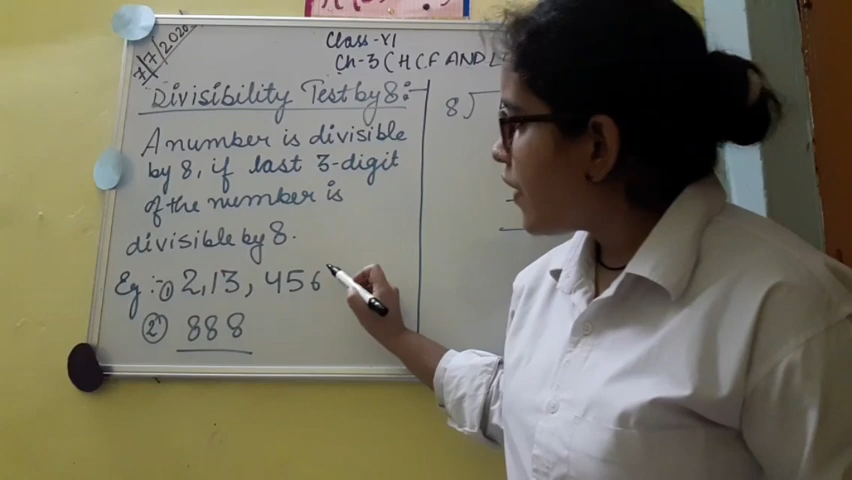 7/7/2020
Class-VI
Ch-3 (H C F AND L
Divisibility Test by 8:-
A number is divisible
by 8, if last 3-digit
of the number is
divisible by 8.
Eg :- ① 2,13, 456
② 888
8)